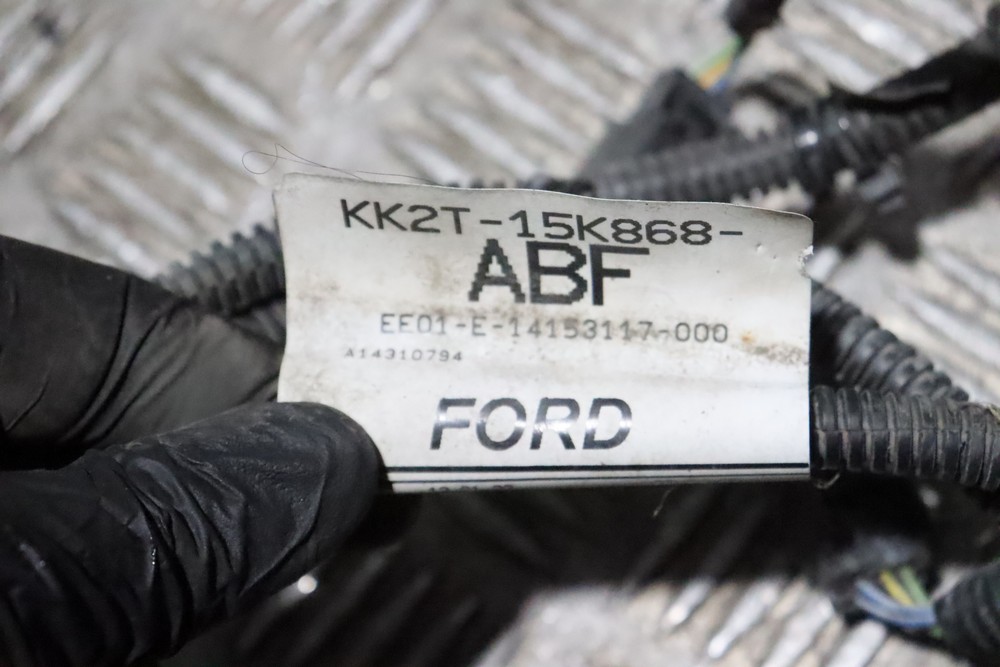 KK2T-15K868-
ABF
EE01-E-14153117-000
A14310794
FORD